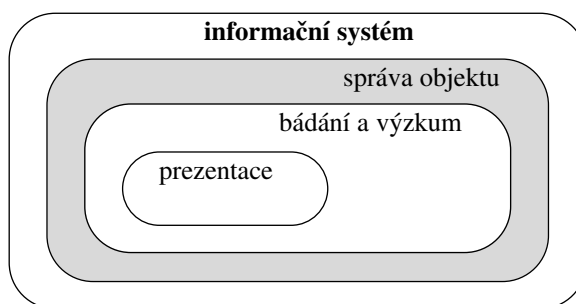 informační systém
správa objektu
bádání a výzkum
prezentace